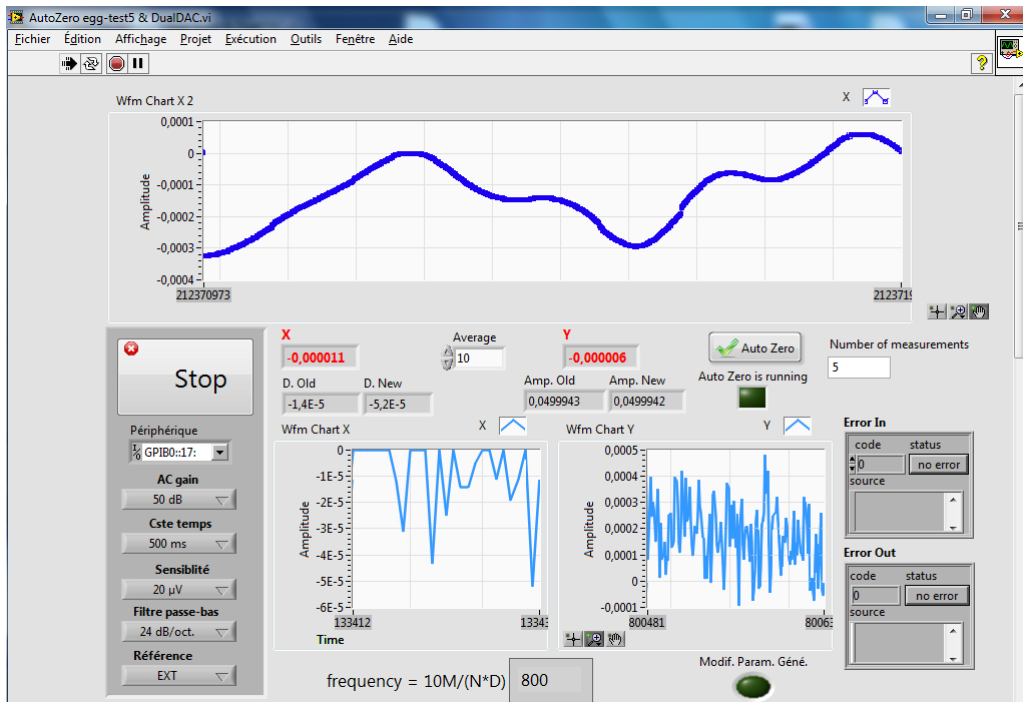 AutoZero egg-test5 & DualDAC.vi
Fichier Édition Affichage Projet Exécution Outils Fenêtre Aide
Wfm Chart X 2
X
0,0001
0
-0,0001
-0,0002
-0,0003
-0,0004
Amplitude
212370973
2123719
Stop
Périphérique
GPIB0::17:
AC gain
50 dB
Cste temps
500 ms
Sensiblité
20 µV
Filtre passe-bas
24 dB/oct.
Référence
EXT
X
-0,000011
Average
10
Y
-0,000006
D. Old
D. New
-1,4E-5
-5,2E-5
Amp. Old
Amp. New
0,0499943
0,0499942
Auto Zero
Auto Zero is running
Number of measurements
5
Wfm Chart X
X
0
-1E-5
-2E-5
-3E-5
-4E-5
-5E-5
-6E-5
Amplitude
133412
1334
Time
Wfm Chart Y
Y
0,0005
0,0004
0,0003
0,0002
0,0001
0
-0,0001
Amplitude
800481
8006
Error In
code status
0 no error
source
Error Out
code status
0 no error
source
Modif. Param. Géné.
frequency = 10M/(N*D) 800